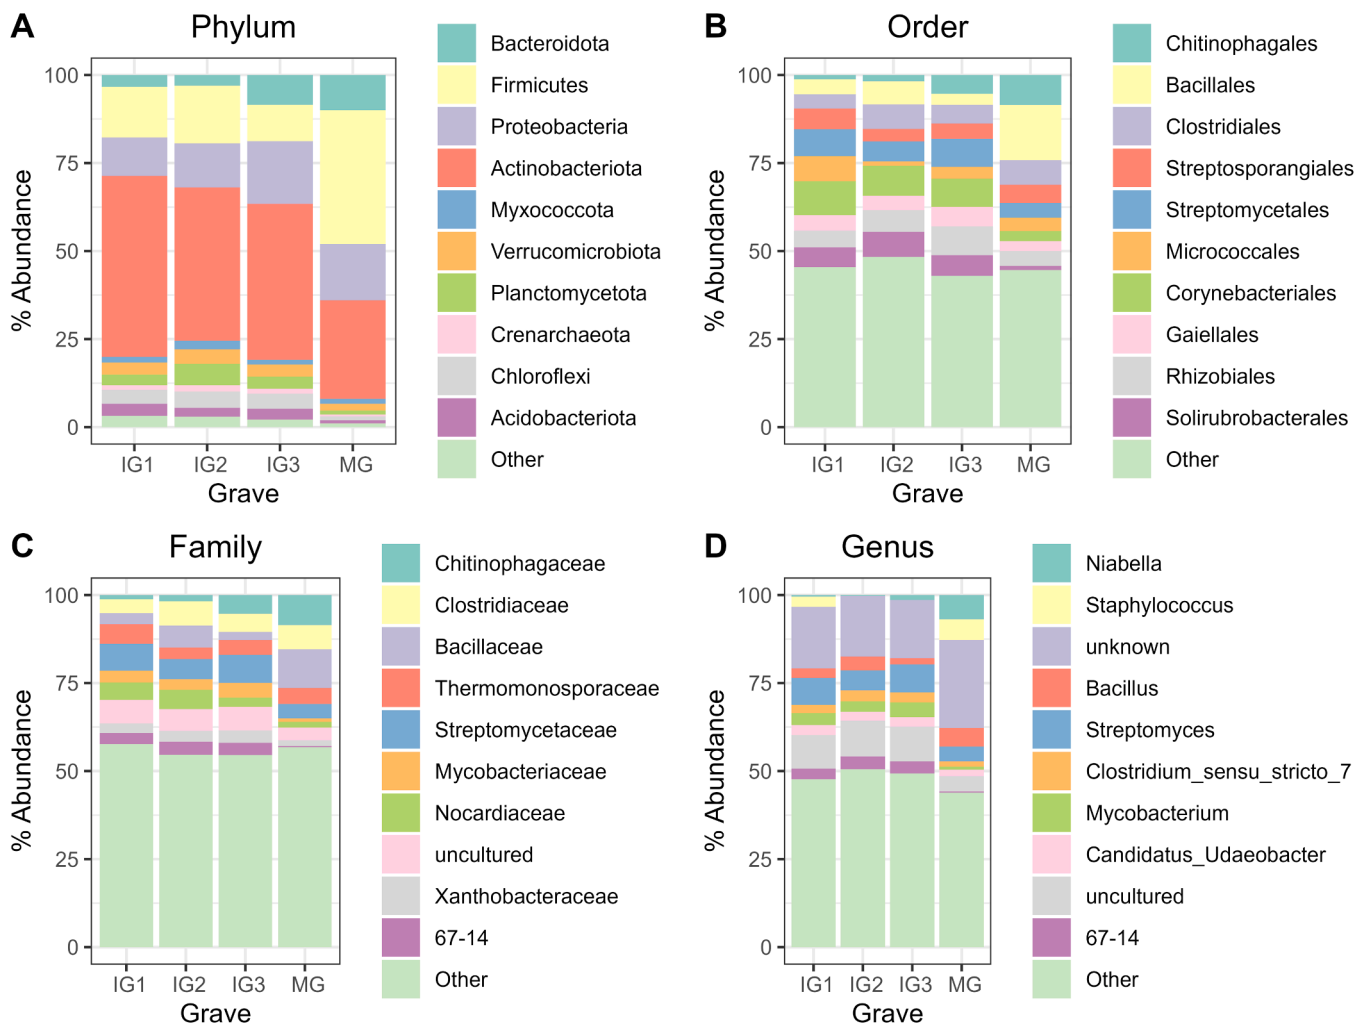 A
Phylum
% Abundance
100
75
50
25
0
IG1 IG2 IG3 MG
Grave
Bacteroidota
Firmicutes
Proteobacteria
Actinobacteriota
Myxococcota
Verrucomicrobiota
Planctomycetota
Crenarchaeota
Chloroflexi
Acidobacteriota
Other
B
Order
% Abundance
100
75
50
25
0
IG1 IG2 IG3 MG
Grave
Chitinophagales
Bacillales
Clostridiales
Streptosporangiales
Streptomycetales
Micrococcales
Corynebacteriales
Gaiellales
Rhizobiales
Solirubrobacterales
Other
C
Family
% Abundance
100
75
50
25
0
IG1 IG2 IG3 MG
Grave
Chitinophagaceae
Clostridiaceae
Bacillaceae
Thermomonosporaceae
Streptomycetaceae
Mycobacteriaceae
Nocardiaceae
uncultured
Xanthobacteraceae
67-14
Other
D
Genus
% Abundance
100
75
50
25
0
IG1 IG2 IG3 MG
Grave
Niabella
Staphylococcus
unknown
Bacillus
Streptomyces
Clostridium_sensu_stricto_7
Mycobacterium
Candidatus_Udaeobacter
uncultured
67-14
Other